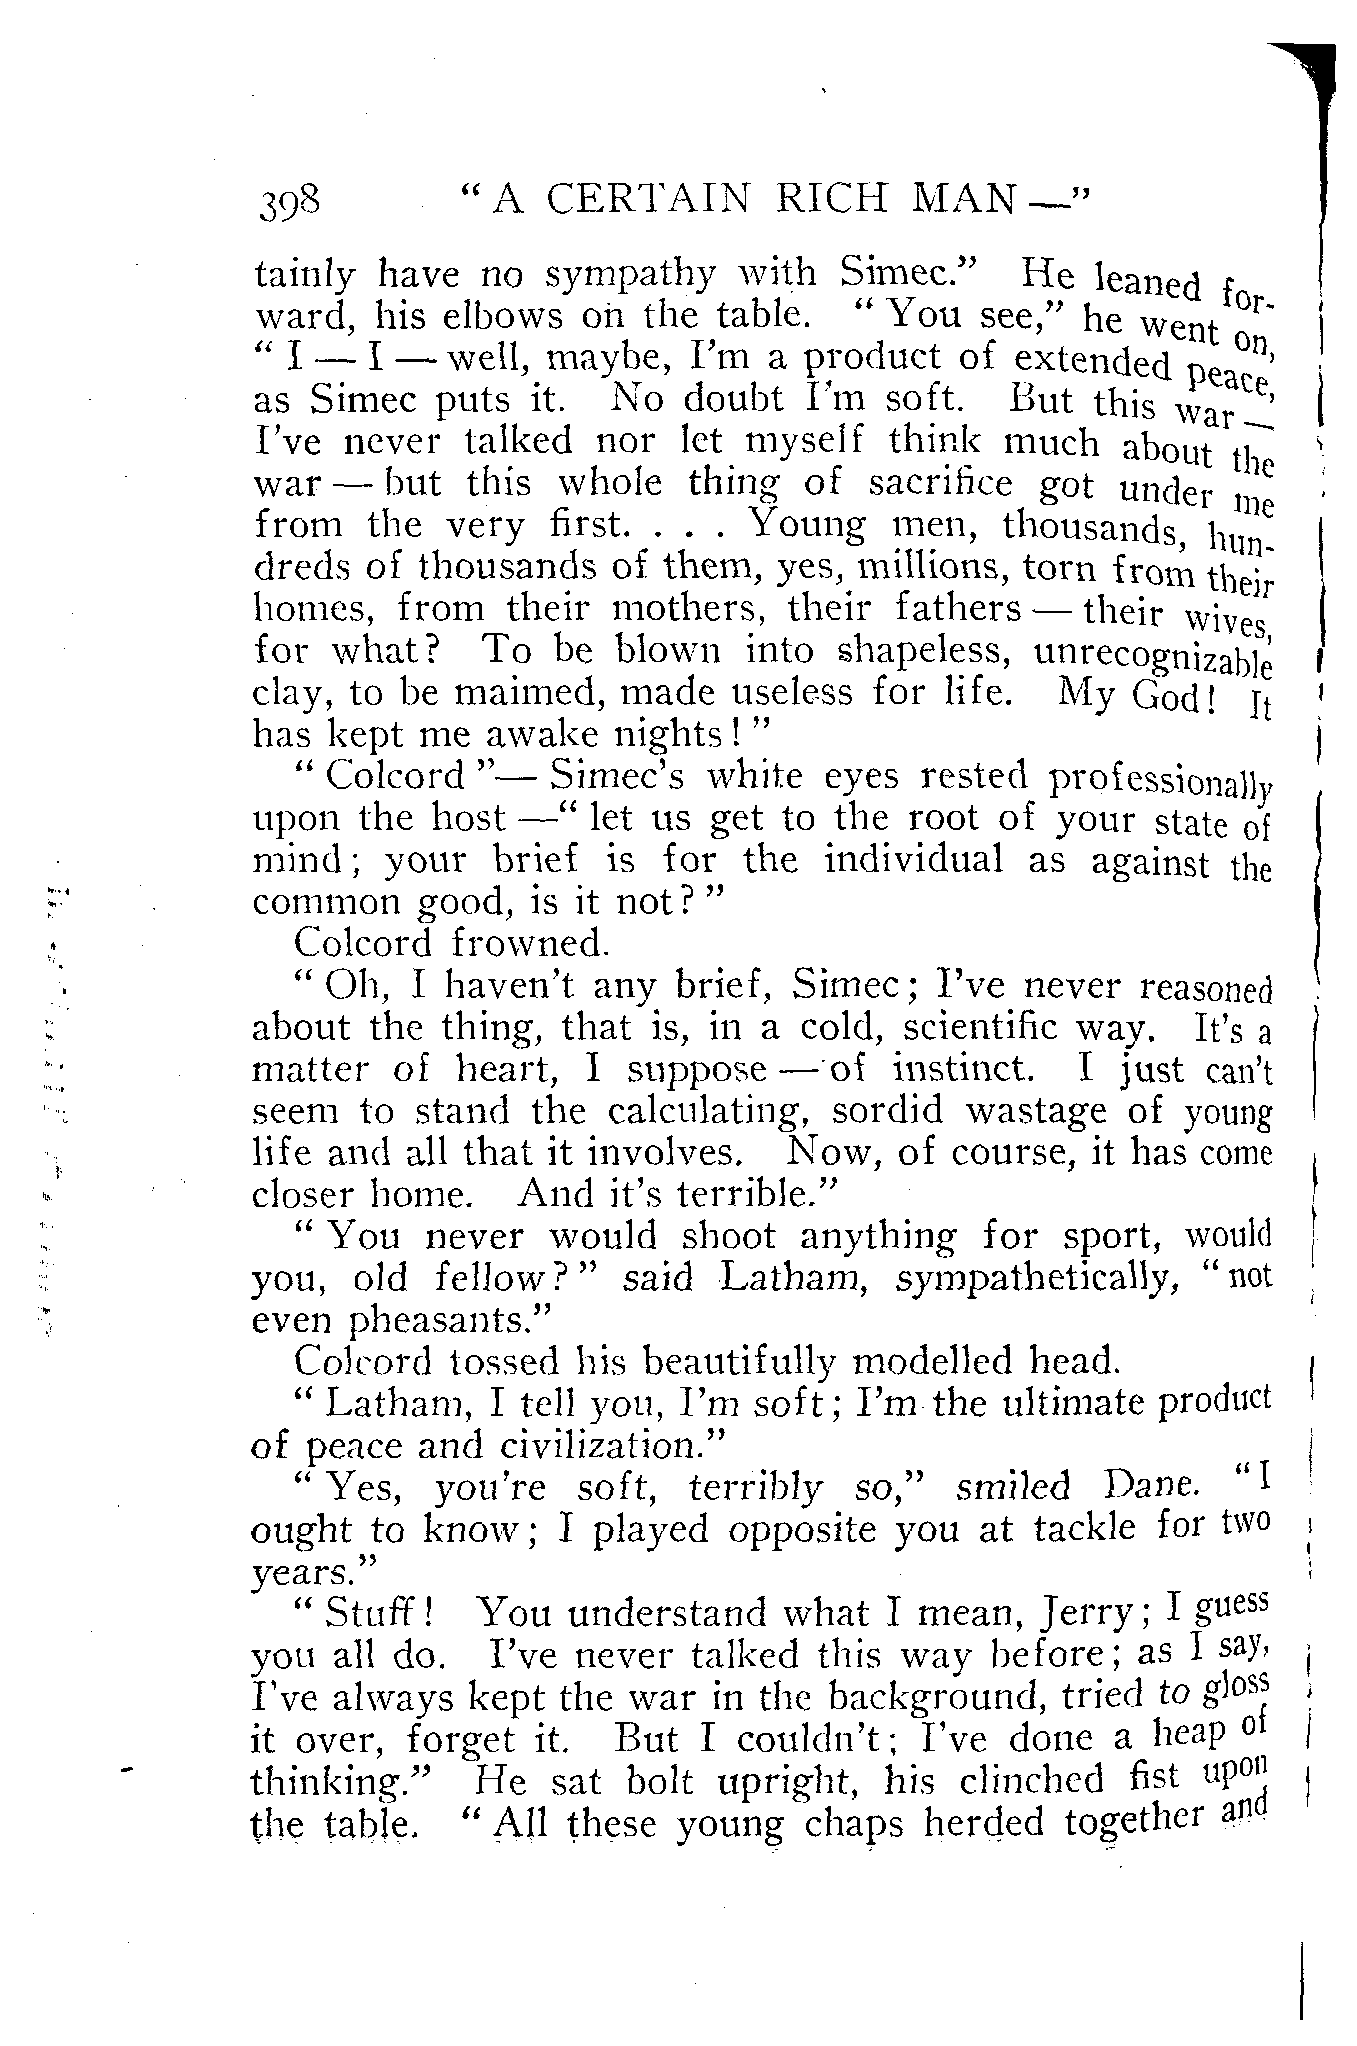 398 "A CERTAIN RICH MAN—"
tainly have no sympathy with Simec." He leaned for-
ward, his elbows on the table. "You see," he went on,
"I — I — well, maybe, I'm a product of extended peace,
as Simec puts it. No doubt I'm soft. But this war —
I've never talked nor let myself think much about the
war — but this whole thing of sacrifice got under me
from the very first. . . . Young men, thousands, hun-
dreds of thousands of them, yes, millions, torn from their
homes, from their mothers, their fathers — their wives,
for what? To be blown into shapeless, unrecognizable
clay, to be maimed, made useless for life. My God! It
has kept me awake nights!"
"Colcord"— Simec's white eyes rested professionally
upon the host —"let us get to the root of your state of
mind; your brief is for the individual as against the
common good, is it not?"
Colcord frowned.
"Oh, I haven't any brief, Simec; I've never reasoned
about the thing, that is, in a cold, scientific way. It's a
matter of heart, I suppose — of instinct. I just can't
seem to stand the calculating, sordid wastage of young
life and all that it involves. Now, of course, it has come
closer home. And it's terrible."
"You never would shoot anything for sport, would
you, old fellow?" said Latham, sympathetically, "not
even pheasants."
Colcord tossed his beautifully modelled head.
"Latham, I tell you, I'm soft; I'm the ultimate product
of peace and civilization."
"Yes, you're soft, terribly so," smiled Dane. "I
ought to know; I played opposite you at tackle for two
years."
"Stuff! You understand what I mean, Jerry; I guess
you all do. I've never talked this way before; as I say,
I've always kept the war in the background, tried to gloss
it over, forget it. But I couldn't; I've done a heap of
thinking." He sat bolt upright, his clinched fist upon
the table. "All these young chaps herded together and